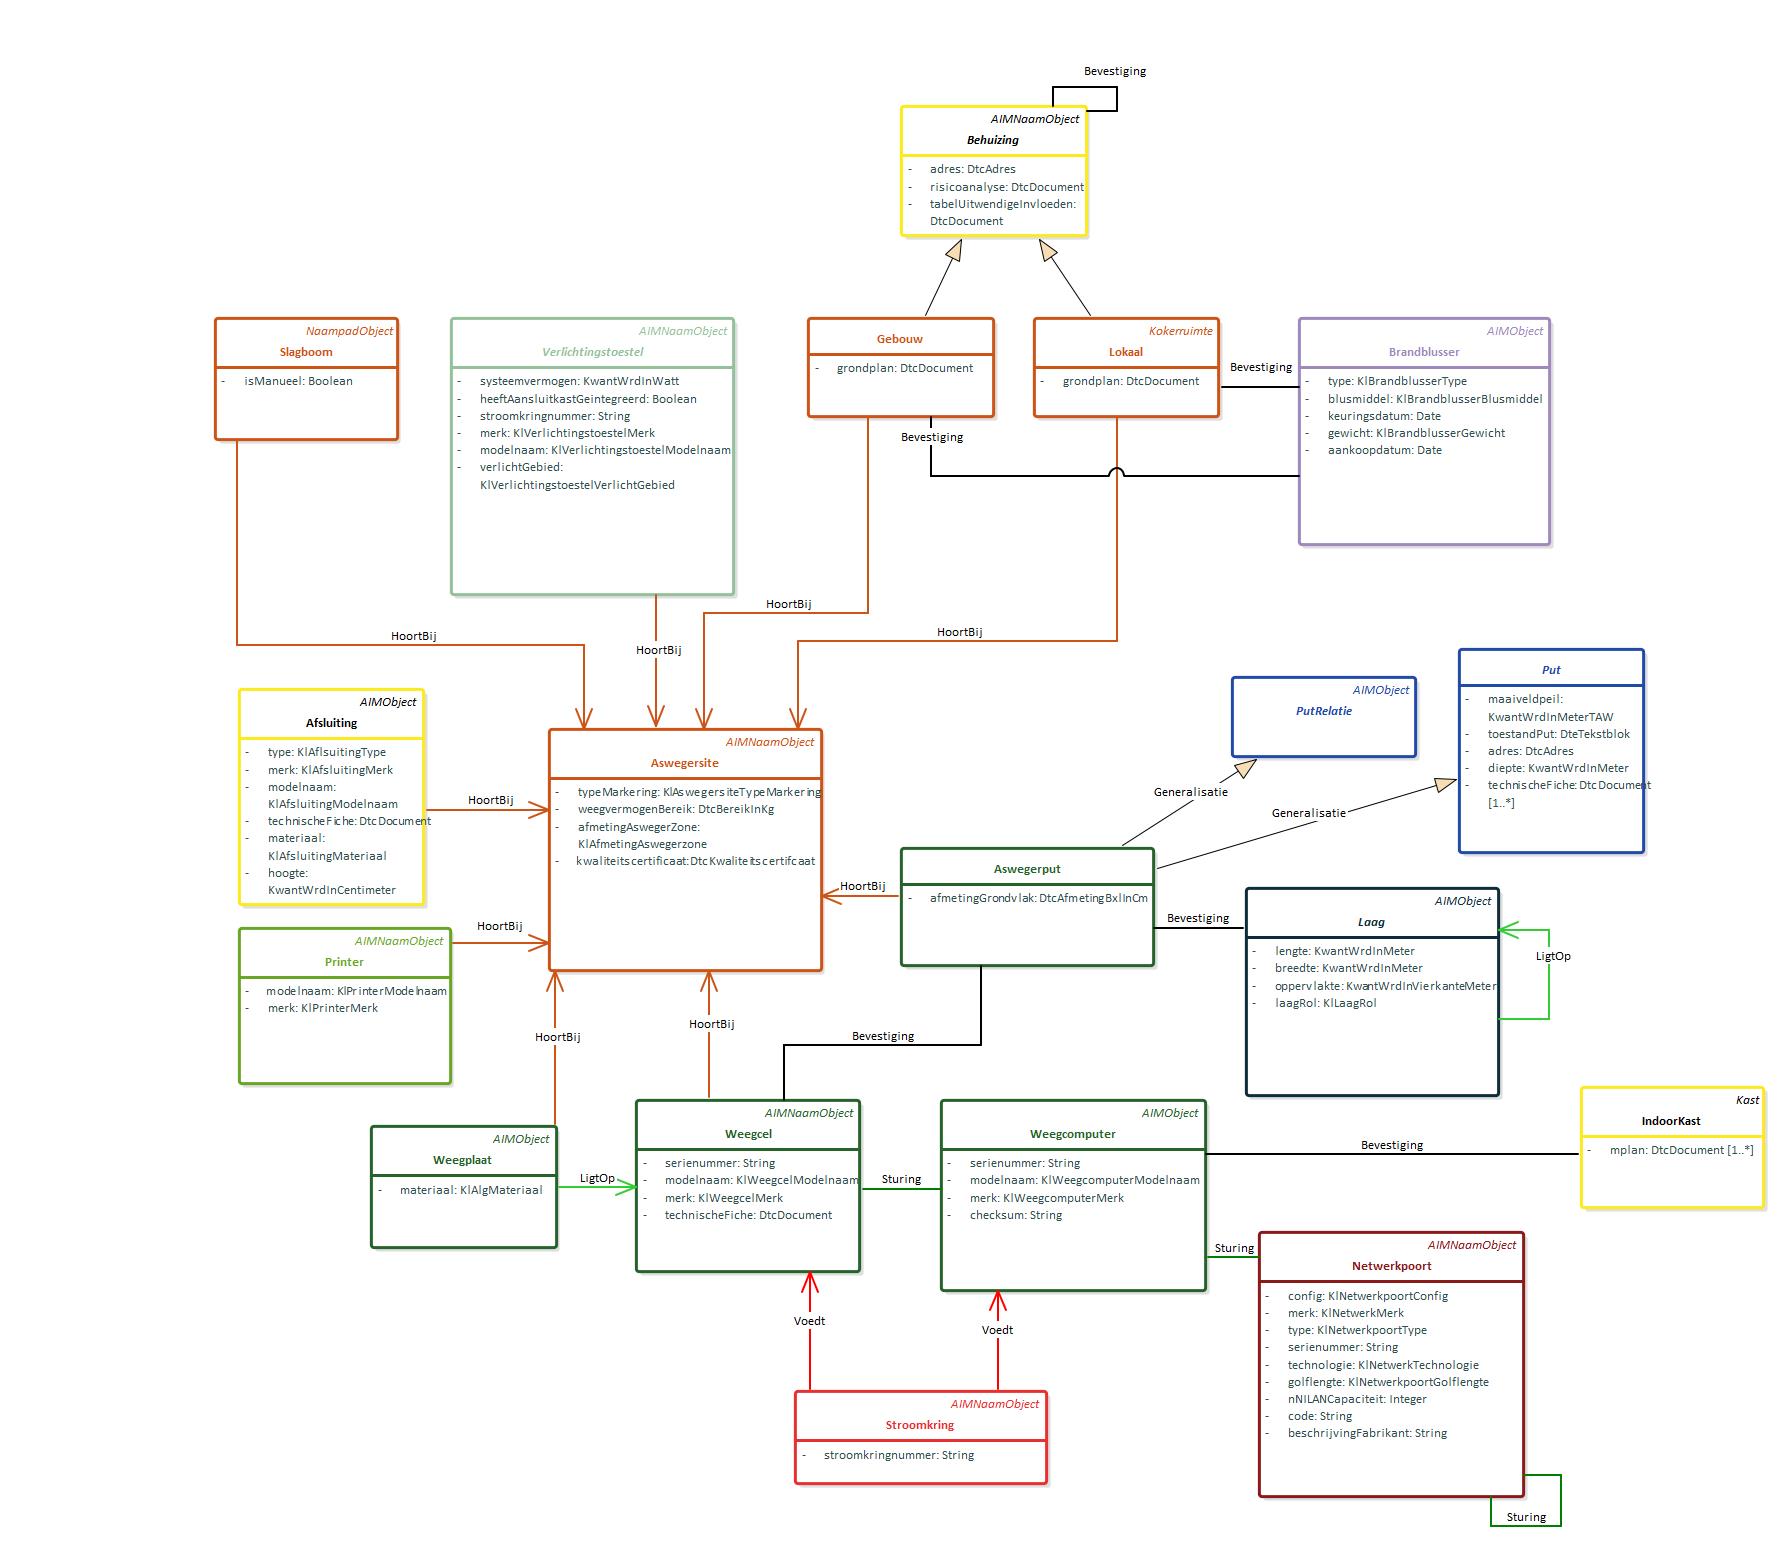 Bevestiging
AIMNaamObject
Behuizing
- adres: DtcAdres
- risicoanalyse: DtcDocument
- tabelUitwendigeInvloeden:
DtcDocument
NaampadObject
Slagboom
- isManueel: Boolean
AIMNaamObject
Verlichtingstoestel
- systeemvermogen: KwantWrdInWatt
- heeftAansluitkastGeintegreerd: Boolean
- stroomkringnummer: String
- merk: KlVerlichtingstoestelMerk
- modelnaam: KlVerlichtingstoestelModelnaam
- verlichtGebied:
KlVerlichtingstoestelVerlichtGebied
Gebouw
- grondplan: DtcDocument
Kokerruimte
Lokaal
- grondplan: DtcDocument
Bevestiging
AIMObject
Brandblusser
- type: KlBrandblusserType
- blusmiddel: KlBrandblusserBlusmiddel
- keuringsdatum: Date
- gewicht: KlBrandblusserGewicht
- aankoopdatum: Date
Bevestiging
HoortBij
HoortBij
HoortBij
HoortBij
AIMObject
Afsluiting
- type: KlAflsuitingType
- merk: KlAfsluitingMerk
- modelnaam:
KlAfsluitingModelnaam
- technischeFiche: DtcDocument
- materiaal:
KlAfsluitingMateriaal
- hoogte:
KwantWrdInCentimeter
HoortBij
AIMNaamObject
Aswegersite
- typeMarkering: KlAswegersiteTypeMarkering
- weegvermogenBereik: DtcBereikInKg
- afmetingAswegerZone:
KlAfmetingAswegerzone
- kwaliteitscertificaat:DtcKwaliteitscertifcaat
AIMObject
PutRelatie
Put
- maaiveldpeil:
KwantWrdInMeterTAW
- toestandPut: DteTekstblok
- adres: DtcAdres
- diepte: KwantWrdInMeter
- technischeFiche: DtcDocument
[1..*]
Generalisatie
Generalisatie
Aswegerput
- afmetingGrondvlak: DtcAfmetingBxlInCm
HoortBij
Bevestiging
AIMObject
Laag
- lengte: KwantWrdInMeter
- breedte: KwantWrdInMeter
- oppervlakte: KwantWrdInVierkanteMeter
- laagRol: KlLaagRol
LigtOp
AIMNaamObject
Printer
- modelnaam: KlPrinterModelnaam
- merk: KlPrinterMerk
HoortBij
HoortBij
HoortBij
Bevestiging
AIMObject
Weegplaat
- materiaal: KlAlgMateriaal
LigtOp
AIMNaamObject
Weegcel
- serienummer: String
- modelnaam: KlWeegcelModelnaam
- merk: KlWeegcelMerk
- technischeFiche: DtcDocument
Sturing
AIMObject
Weegcomputer
- serienummer: String
- modelnaam: KlWeegcomputerModelnaam
- merk: KlWeegcomputerMerk
- checksum: String
Bevestiging
Kast
IndoorKast
- mplan: DtcDocument [1..*]
Sturing
AIMNaamObject
Netwerkpoort
- config: KlNetwerkpoortConfig
- merk: KlNetwerkMerk
- type: KlNetwerkpoortType
- serienummer: String
- technologie: KlNetwerkTechnologie
- golflengte: KlNetwerkpoortGolflengte
- nNILANCapaciteit: Integer
- code: String
- beschrijvingFabrikant: String
Sturing
Voedt
Voedt
AIMNaamObject
Stroomkring
- stroomkringnummer: String